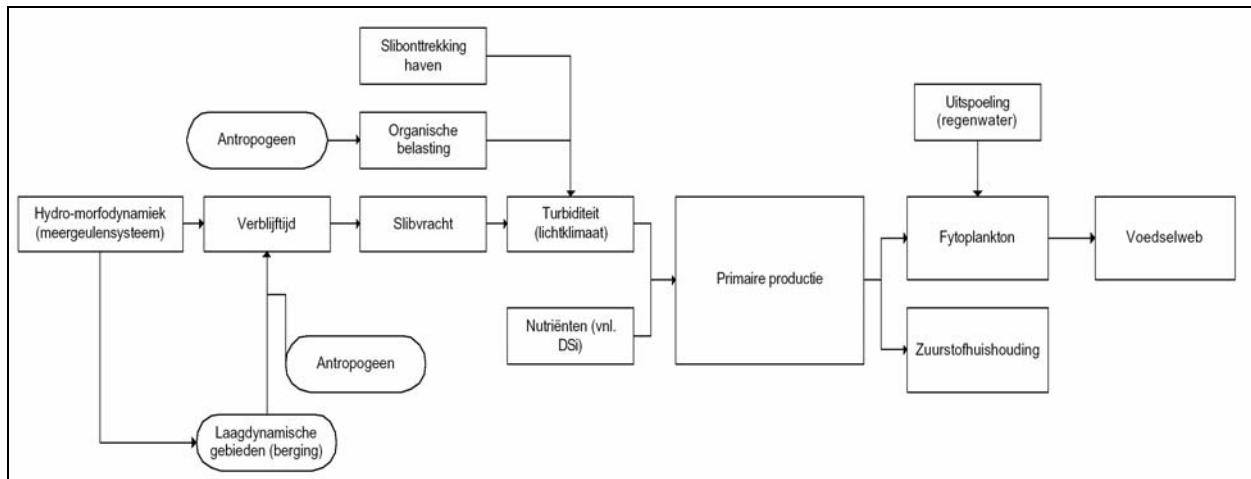 Slibonttrekking
haven
Antropogeen
Organische
belasting
Uitspoeling
(regenwater)
Hydro-morfodynamiek
(meergeulensysteem)
Verblijftijd
Slibvracht
Turbiditeit
(lichtklimaat)
Primaire productie
Fytoplankton
Voedselweb
Nutriënten (vnl.
DSi)
Zuurstofhuishouding
Antropogeen
Laagdynamische
gebieden (berging)